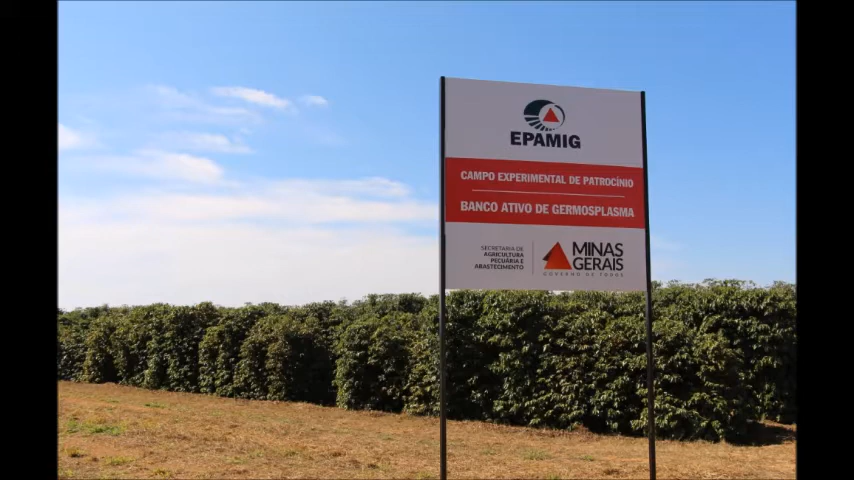 EPAMIG
CAMPO EXPERIMENTAL DE PATROCÍNIO
BANCO ATIVO DE GERMOSPLASMA
SECRETARIA DE
AGRICULTURA
PECUÁRIA E
ABASTECIMENTO
MINAS
GERAIS
GOVERNO DE TODOS